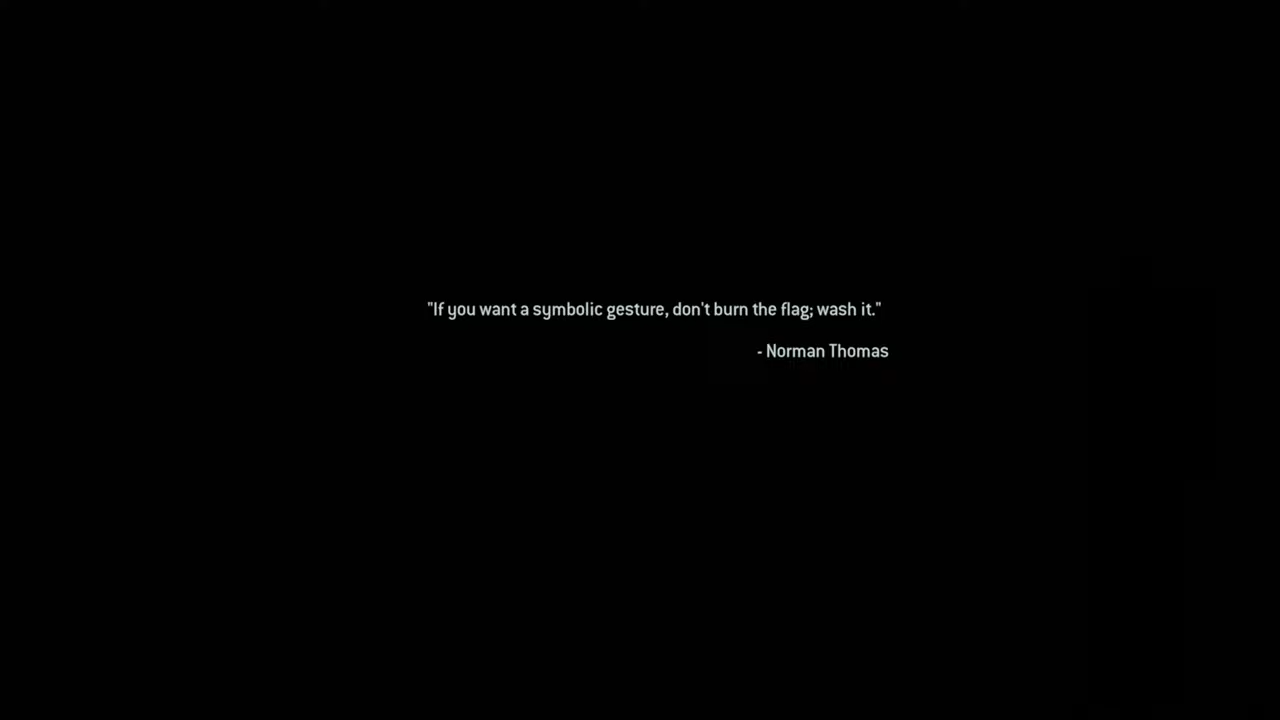 "If you want a symbolic gesture, don't burn the flag; wash it."
- Norman Thomas